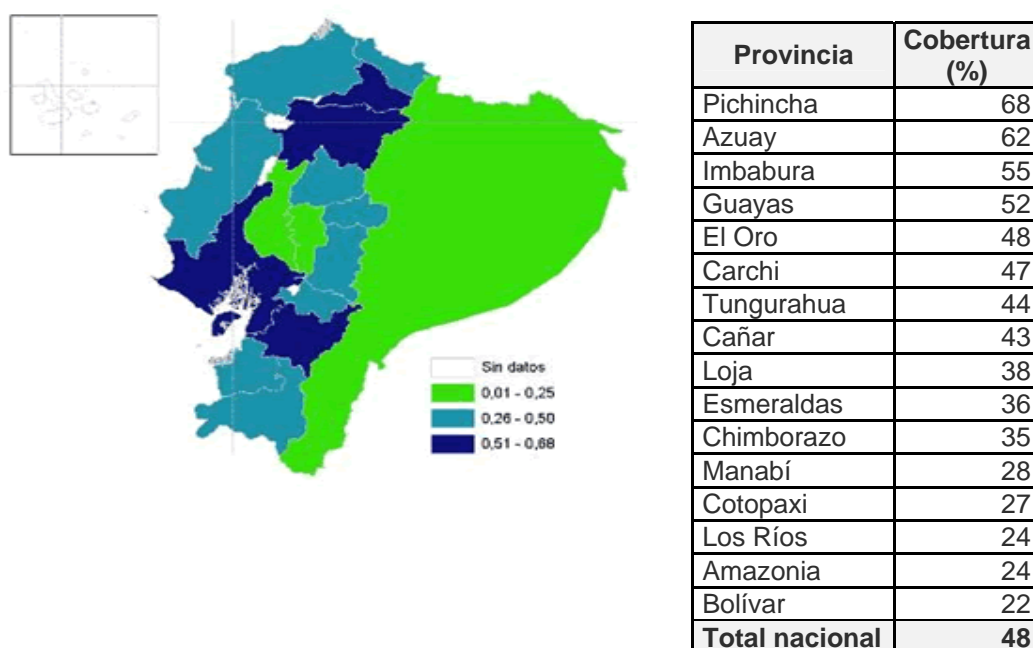 Sin datos
0,01 - 0,25
0,26 - 0,50
0,51 - 0,68
Provincia Cobertura (%)
Pichincha 68
Azuay 62
Imbabura 55
Guayas 52
El Oro 48
Carchi 47
Tungurahua 44
Cañar 43
Loja 38
Esmeraldas 36
Chimborazo 35
Manabí 28
Cotopaxi 27
Los Ríos 24
Amazonia 24
Bolívar 22
Total nacional 48